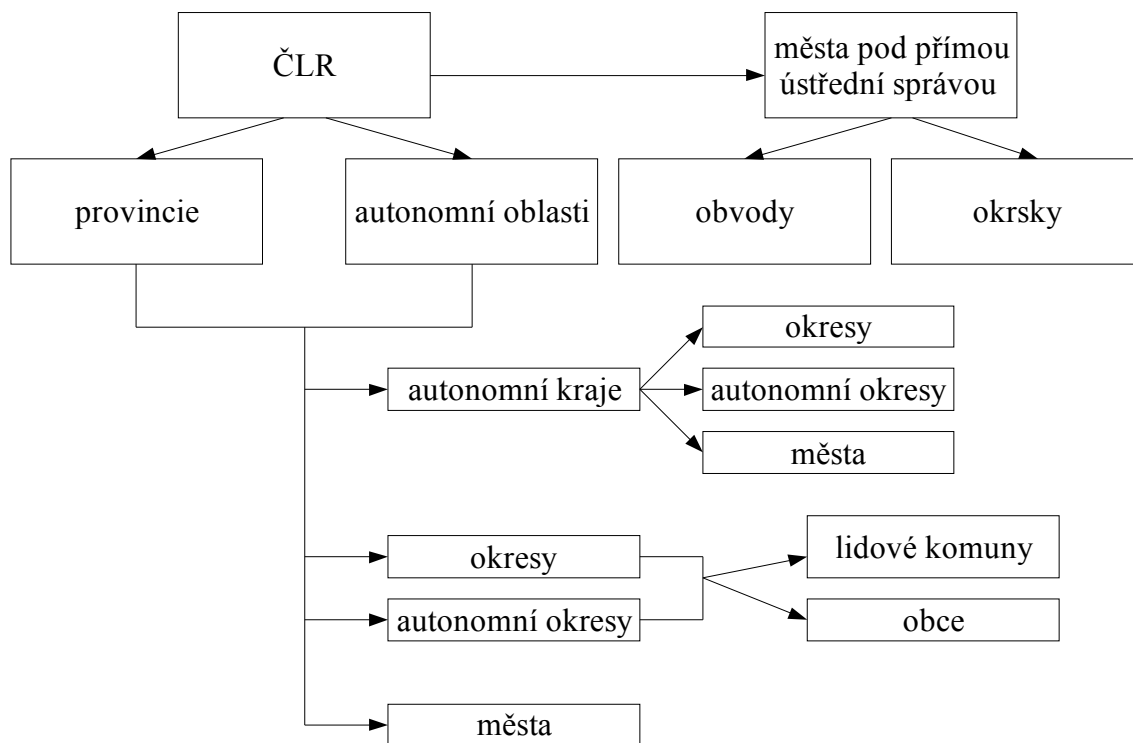 ČLR
města pod přímou
ústřední správou
provincie
autonomní oblasti
obvody
okrsky
okresy
autonomní kraje
autonomní okresy
města
okresy
lidové komuny
autonomní okresy
obce
města